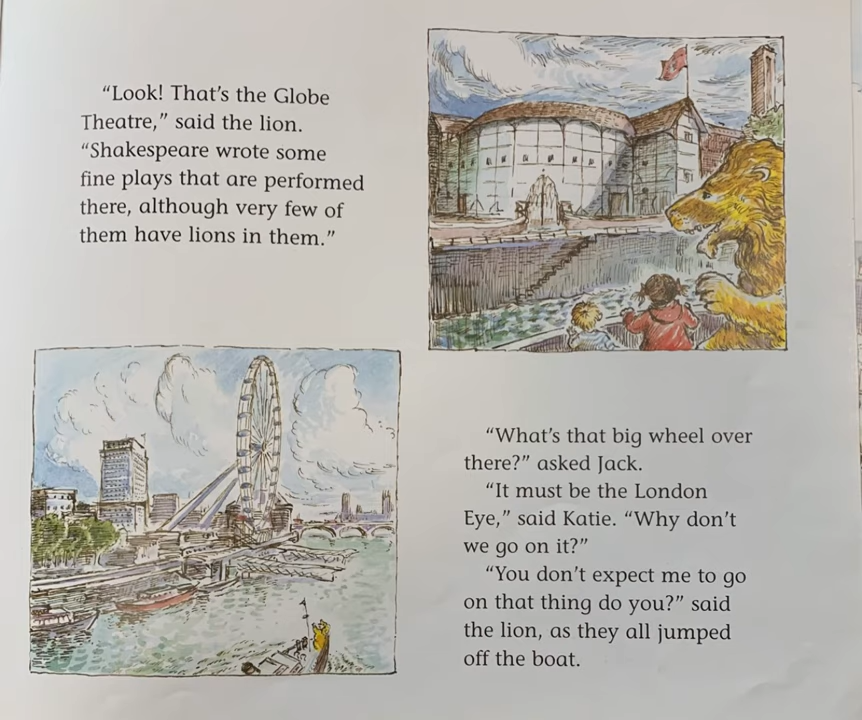 “Look! That’s the Globe
Theatre,” said the lion.
“Shakespeare wrote some
fine plays that are performed
there, although very few of
them have lions in them.”
“What’s that big wheel over
there?” asked Jack.
“It must be the London
Eye,” said Katie. “Why don’t
we go on it?”
“You don’t expect me to go
on that thing do you?” said
the lion, as they all jumped
off the boat.